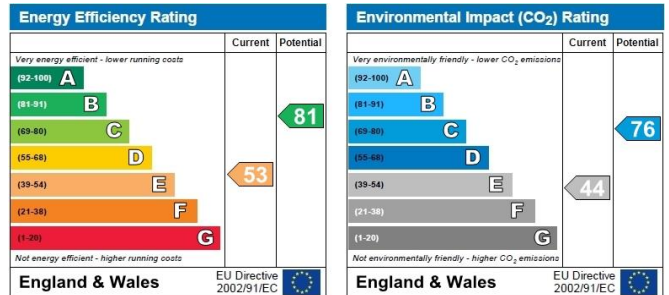 Energy Efficiency Rating
Current Potential
Very energy efficient - lower running costs
(92-100) A
(81-91) B
(69-80) C
(55-68) D
(39-54) E
(21-38) F
(1-20) G
81
53
Not energy efficient - higher running costs
England & Wales
EU Directive
2002/91/EC
Environmental Impact (CO₂) Rating
Current Potential
Very environmentally friendly - lower CO₂ emissions
(92-100) A
(81-91) B
(69-80) C
(55-68) D
(39-54) E
(21-38) F
(1-20) G
76
44
Not environmentally friendly - higher CO₂ emissions
England & Wales
EU Directive
2002/91/EC